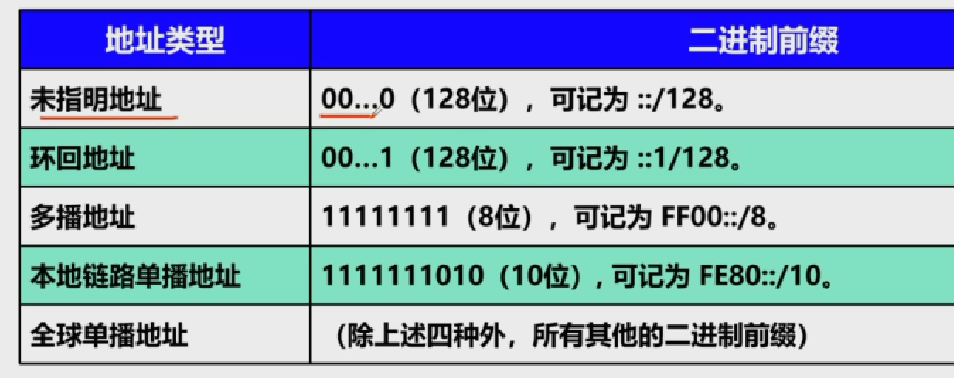 地址类型 二进制前缀
未指明地址 00...0（128位），可记为 ::/128。
环回地址 00...1（128位），可记为 ::1/128。
多播地址 11111111（8位），可记为 FF00::/8。
本地链路单播地址 1111111010（10位）, 可记为 FE80::/10。
全球单播地址 （除上述四种外，所有其他的二进制前缀）